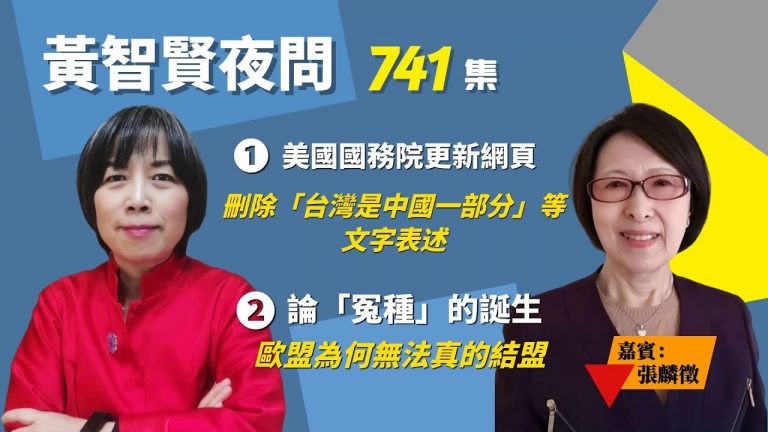 黃智賢夜問 741 集
1 美國國務院更新網頁
刪除「台灣是中國一部分」等
文字表述
2 論「冤種」的誕生
歐盟為何無法真的結盟
嘉賓：
張麟徵